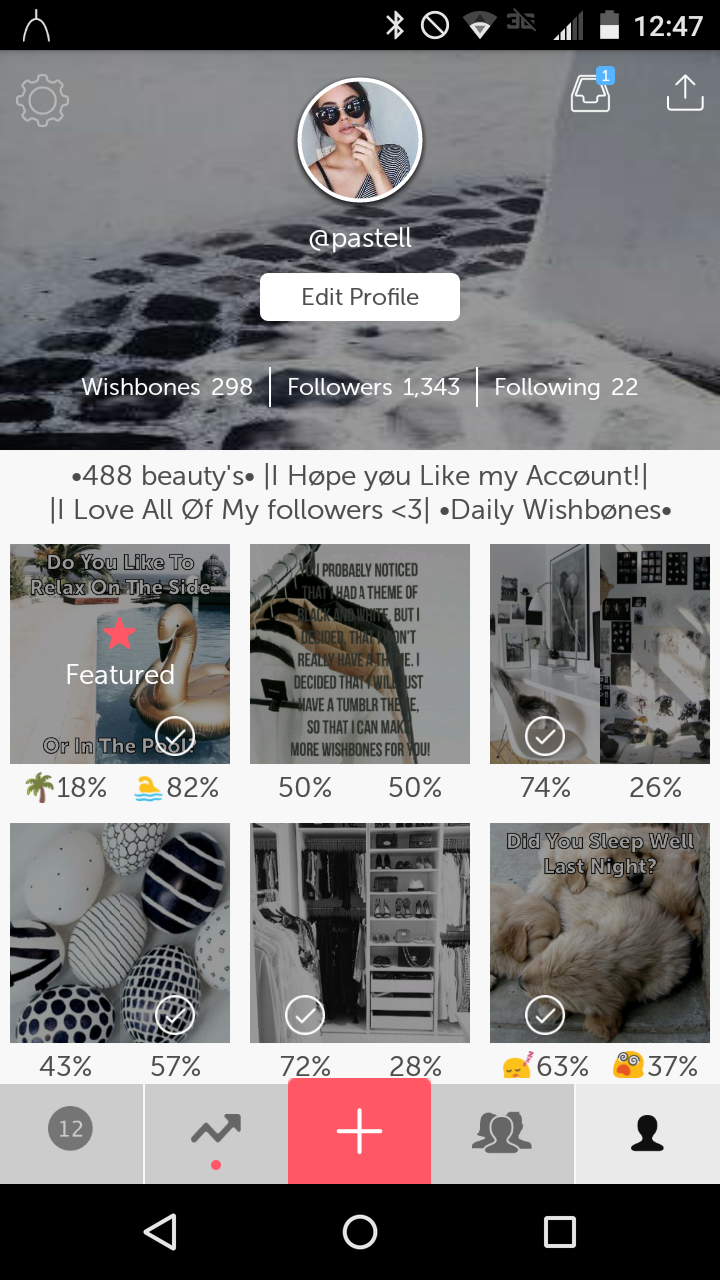 3G
12:47
1
@pastell
Edit Profile
Wishbones 298
Followers 1,343
Following 22
•488 beauty's• |I Høpe yøu Like my Accøunt!|
|I Løve All Øf My followers <3| •Daily Wishbønes•
Do You Like To
Relax On The Side
Featured
Or In The Pool?
I PROBABLY NOTICED
THAT I HAD A THEME OF
BLACK AND WHITE, BUT I
DECIDED, THAT I WON'T
REALLY HAVE A THEME. I
DECIDED THAT I WILL JUST
HAVE A TUMBLR THEME,
SO THAT I CAN MAKE
MORE WISHBONES FOR YOU!
🌴18% 🏊82%
50% 50%
74% 26%
Did You Sleep Well
Last Night?
43% 57%
72% 28%
😴63% 😵37%
12